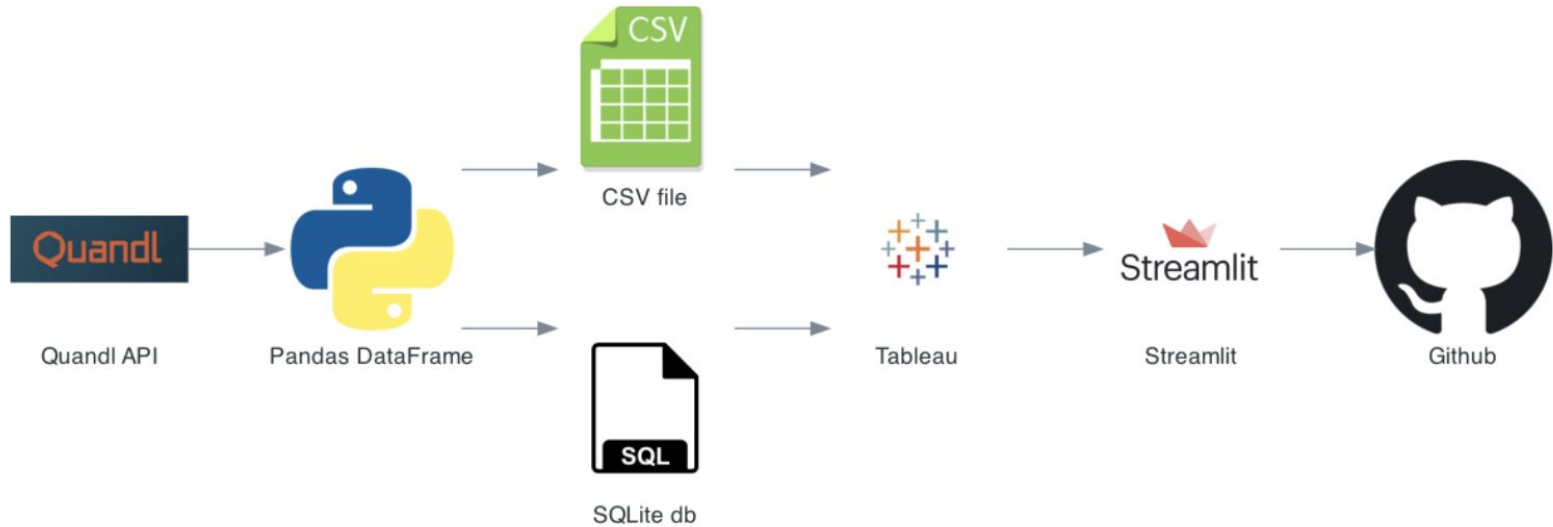 CSV
CSV file
Quandl
Quandl API
Pandas DataFrame
Tableau
Streamlit
Streamlit
Github
SQL
SQLite db